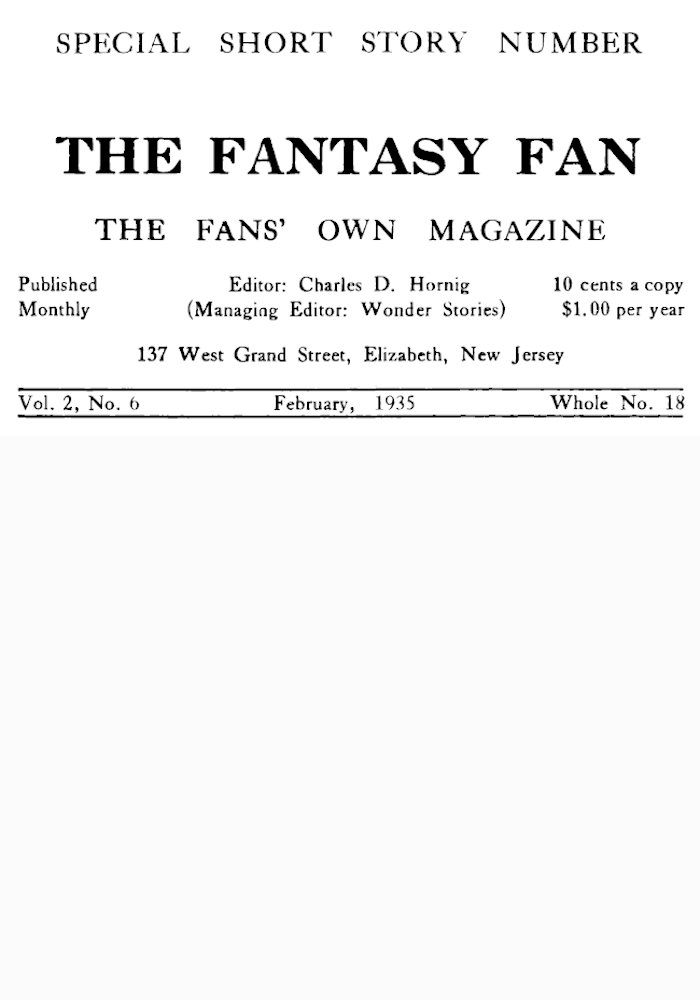 SPECIAL SHORT STORY NUMBER
THE FANTASY FAN
THE FANS' OWN MAGAZINE
Published Editor: Charles D. Hornig 10 cents a copy
Monthly (Managing Editor: Wonder Stories) $1.00 per year
137 West Grand Street, Elizabeth, New Jersey
Vol. 2, No. 6 February, 1935 Whole No. 18